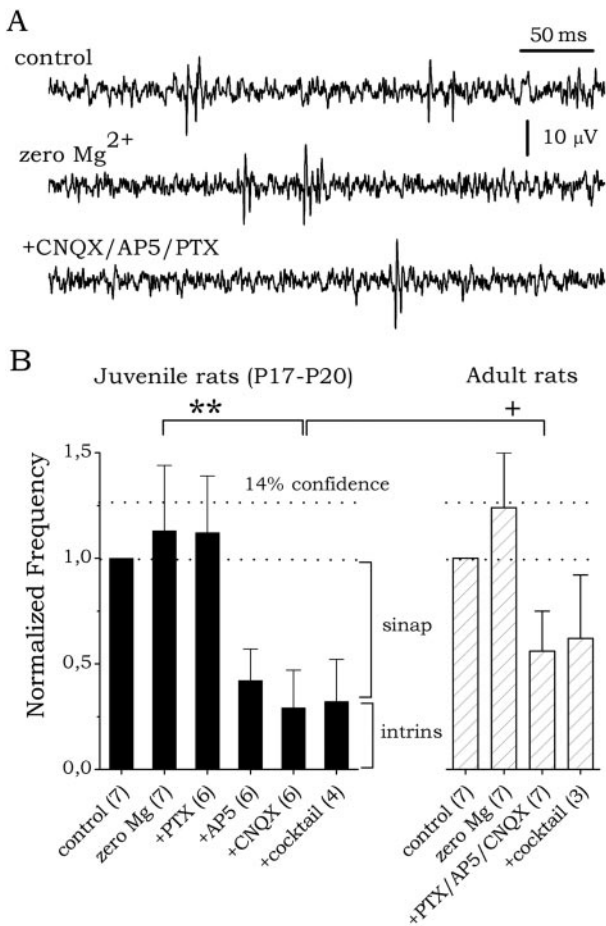 A
50 ms
control
10 µV
zero Mg2+
+CNQX/AP5/PTX
B
Juvenile rats (P17-P20) Adult rats
** +
1,5
14% confidence
1,0
sinap
0,5
intrins
0,0
Normalized Frequency
control (7)
zero Mg (7)
+PTX (6)
+AP5 (6)
+CNQX (6)
+cocktail (4)
control (7)
zero Mg (7)
+PTX/AP5/CNQX (7)
+cocktail (3)